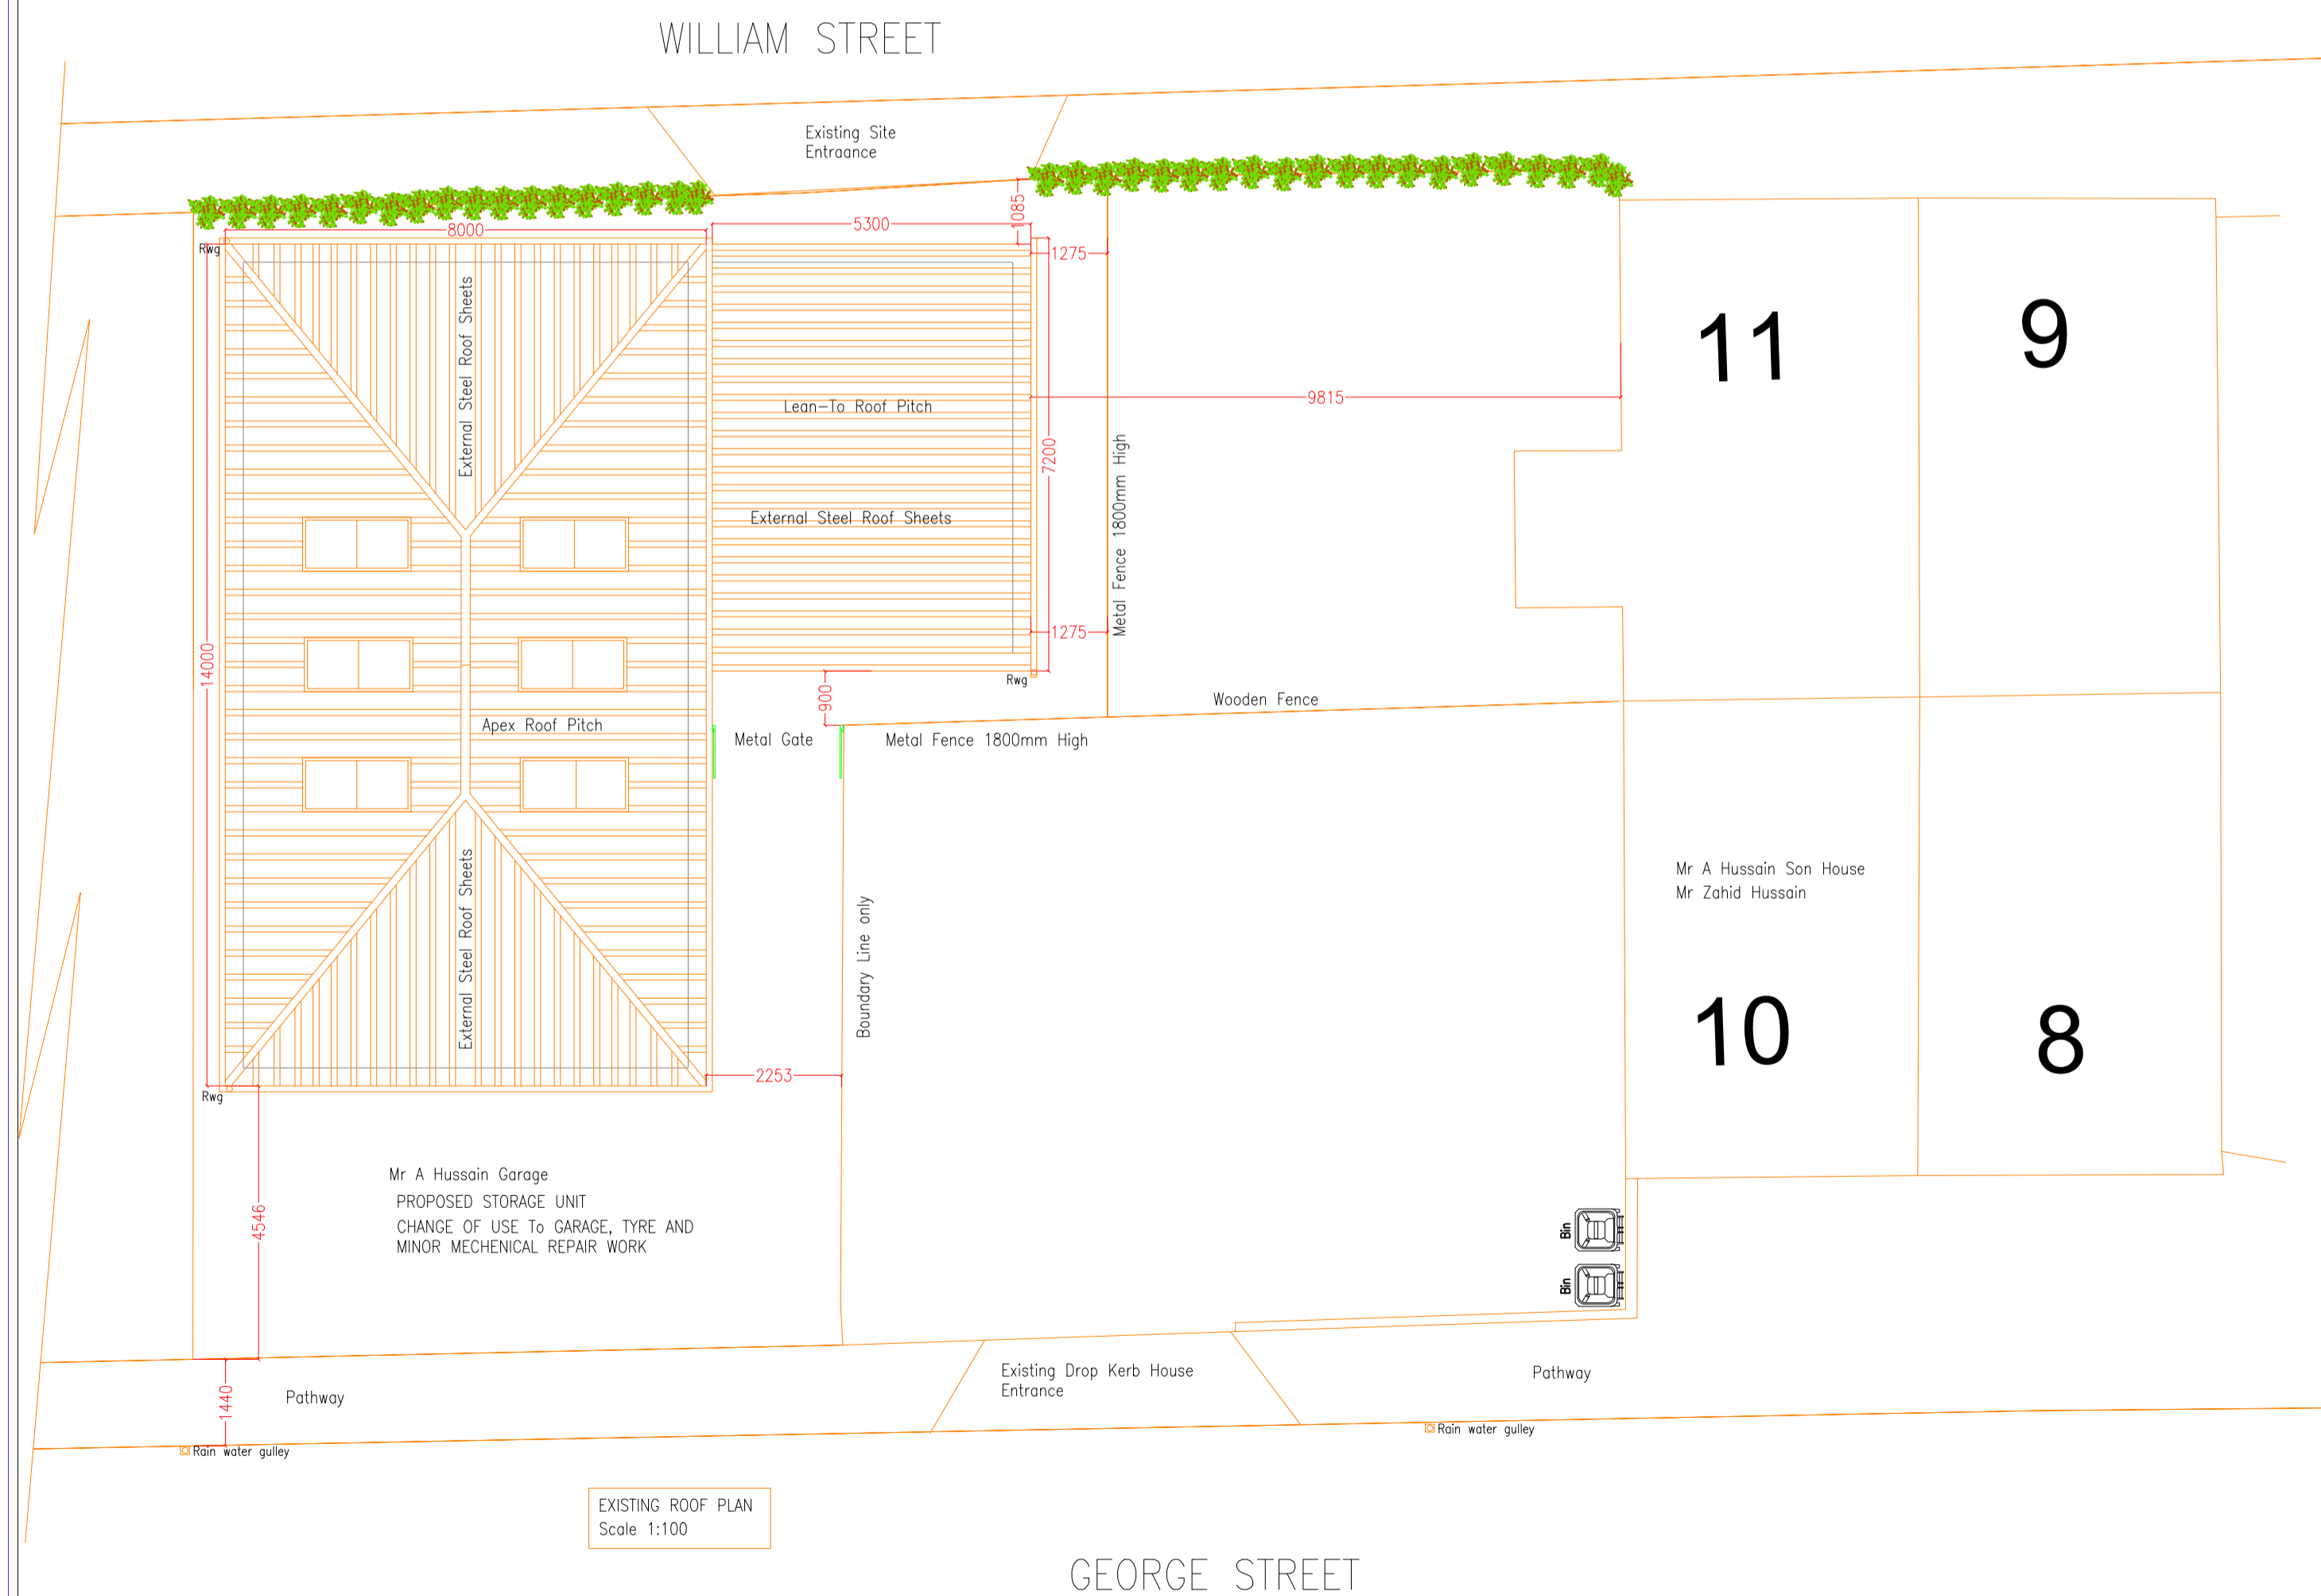 WILLIAM STREET
Existing Site
Entraance
1085
8000
5300
Rwg
1275
External Steel Roof Sheets
11
9
Lean-To Roof Pitch
9815
7200
Metal Fence 1800mm High
External Steel Roof Sheets
14000
1275
Rwg
900
Wooden Fence
Apex Roof Pitch
Metal Gate
Metal Fence 1800mm High
Mr A Hussain Son House
Mr Zahid Hussain
External Steel Roof Sheets
Boundary Line only
10
8
2253
Rwg
Mr A Hussain Garage
PROPOSED STORAGE UNIT
CHANGE OF USE To GARAGE, TYRE AND
MINOR MECHENICAL REPAIR WORK
4546
Bin
Bin
Existing Drop Kerb House
Entrance
Pathway
1440
Pathway
Rain water gulley
Rain water gulley
EXISTING ROOF PLAN
Scale 1:100
GEORGE STREET